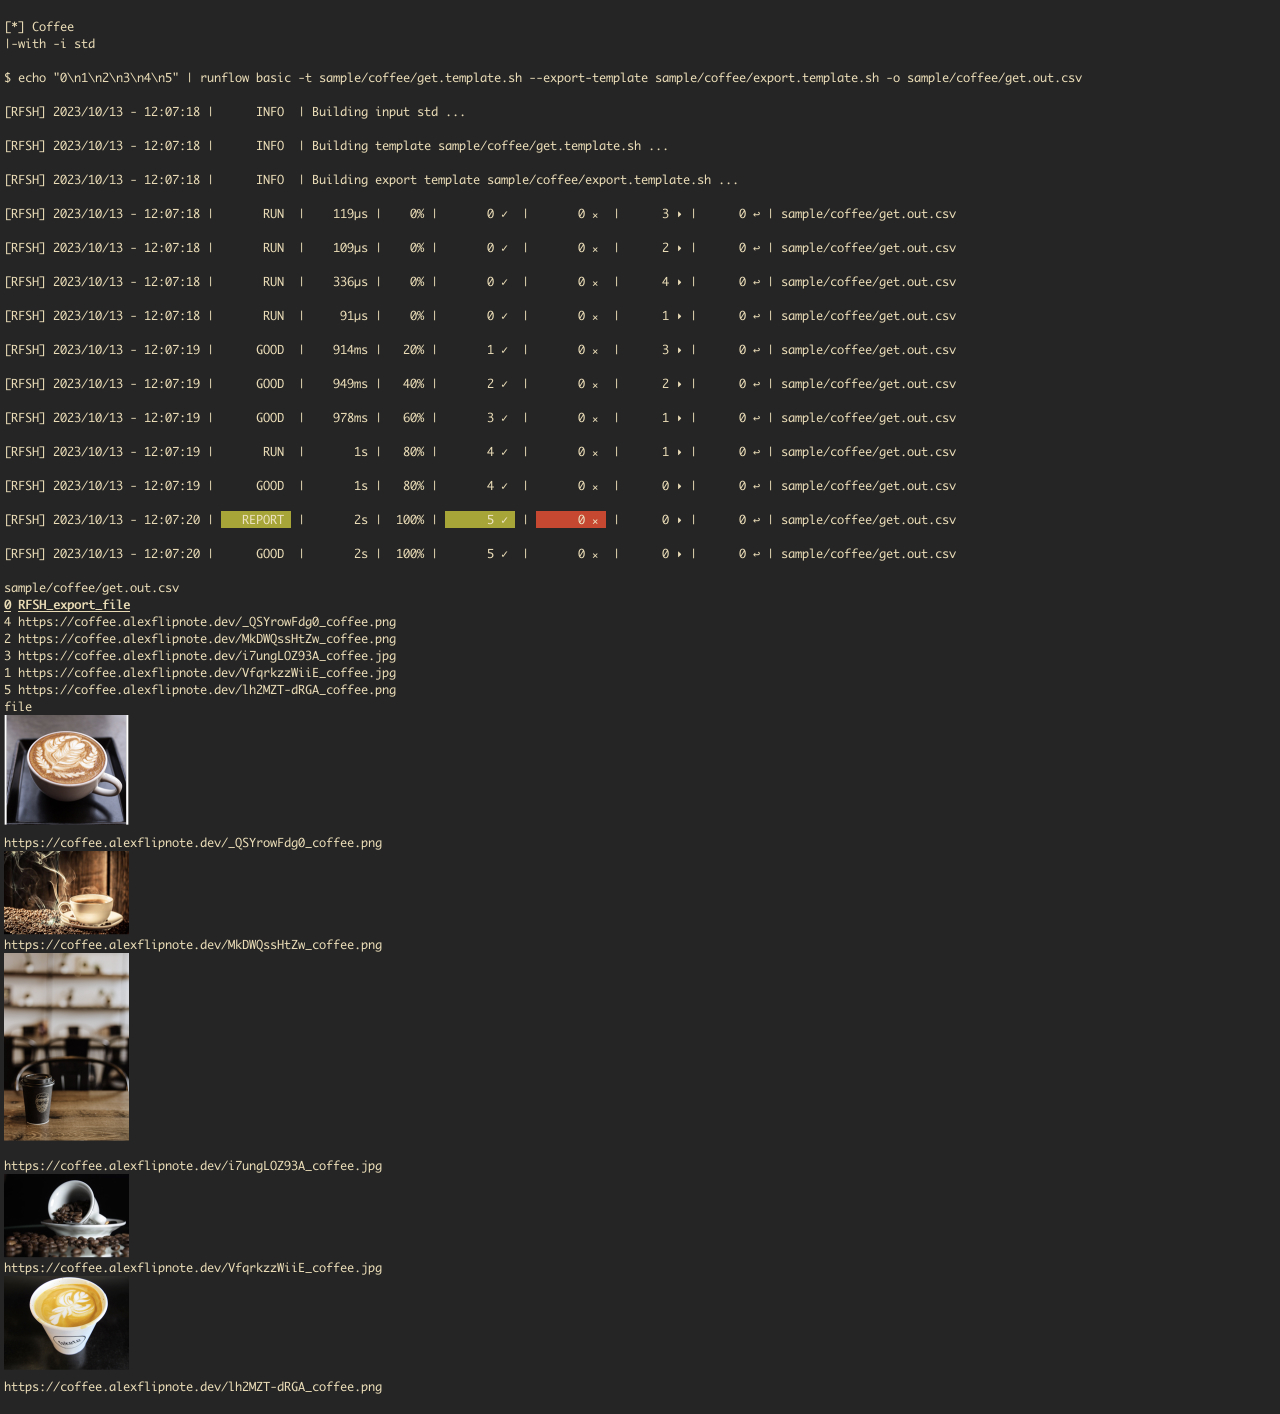 [*] Coffee
|-with -i std
$ echo "0\n1\n2\n3\n4\n5" | runflow basic -t sample/coffee/get.template.sh --export-template sample/coffee/export.template.sh -o sample/coffee/get.out.csv
[RFSH] 2023/10/13 - 12:07:18 | INFO | Building input std ...
[RFSH] 2023/10/13 - 12:07:18 | INFO | Building template sample/coffee/get.template.sh ...
[RFSH] 2023/10/13 - 12:07:18 | INFO | Building export template sample/coffee/export.template.sh ...
[RFSH] 2023/10/13 - 12:07:18 | RUN | 119µs | 0% | 0 ✓ | 0 × | 3 ‣ | 0 ↩ | sample/coffee/get.out.csv
[RFSH] 2023/10/13 - 12:07:18 | RUN | 109µs | 0% | 0 ✓ | 0 × | 2 ‣ | 0 ↩ | sample/coffee/get.out.csv
[RFSH] 2023/10/13 - 12:07:18 | RUN | 336µs | 0% | 0 ✓ | 0 × | 4 ‣ | 0 ↩ | sample/coffee/get.out.csv
[RFSH] 2023/10/13 - 12:07:18 | RUN | 91µs | 0% | 0 ✓ | 0 × | 1 ‣ | 0 ↩ | sample/coffee/get.out.csv
[RFSH] 2023/10/13 - 12:07:19 | GOOD | 914ms | 20% | 1 ✓ | 0 × | 3 ‣ | 0 ↩ | sample/coffee/get.out.csv
[RFSH] 2023/10/13 - 12:07:19 | GOOD | 949ms | 40% | 2 ✓ | 0 × | 2 ‣ | 0 ↩ | sample/coffee/get.out.csv
[RFSH] 2023/10/13 - 12:07:19 | GOOD | 978ms | 60% | 3 ✓ | 0 × | 1 ‣ | 0 ↩ | sample/coffee/get.out.csv
[RFSH] 2023/10/13 - 12:07:19 | RUN | 1s | 80% | 4 ✓ | 0 × | 1 ‣ | 0 ↩ | sample/coffee/get.out.csv
[RFSH] 2023/10/13 - 12:07:19 | GOOD | 1s | 80% | 4 ✓ | 0 × | 0 ‣ | 0 ↩ | sample/coffee/get.out.csv
[RFSH] 2023/10/13 - 12:07:20 | REPORT | 2s | 100% | 5 ✓ | 0 × | 0 ‣ | 0 ↩ | sample/coffee/get.out.csv
[RFSH] 2023/10/13 - 12:07:20 | GOOD | 2s | 100% | 5 ✓ | 0 × | 0 ‣ | 0 ↩ | sample/coffee/get.out.csv
sample/coffee/get.out.csv
0 RFSH_export_file
4 https://coffee.alexflipnote.dev/_QSYrowFdg0_coffee.png
2 https://coffee.alexflipnote.dev/MkDWQssHtZw_coffee.png
3 https://coffee.alexflipnote.dev/i7ungLOZ93A_coffee.jpg
1 https://coffee.alexflipnote.dev/VfqrkzzWiiE_coffee.jpg
5 https://coffee.alexflipnote.dev/lh2MZT-dRGA_coffee.png
file
https://coffee.alexflipnote.dev/_QSYrowFdg0_coffee.png
https://coffee.alexflipnote.dev/MkDWQssHtZw_coffee.png
https://coffee.alexflipnote.dev/i7ungLOZ93A_coffee.jpg
https://coffee.alexflipnote.dev/VfqrkzzWiiE_coffee.jpg
https://coffee.alexflipnote.dev/lh2MZT-dRGA_coffee.png